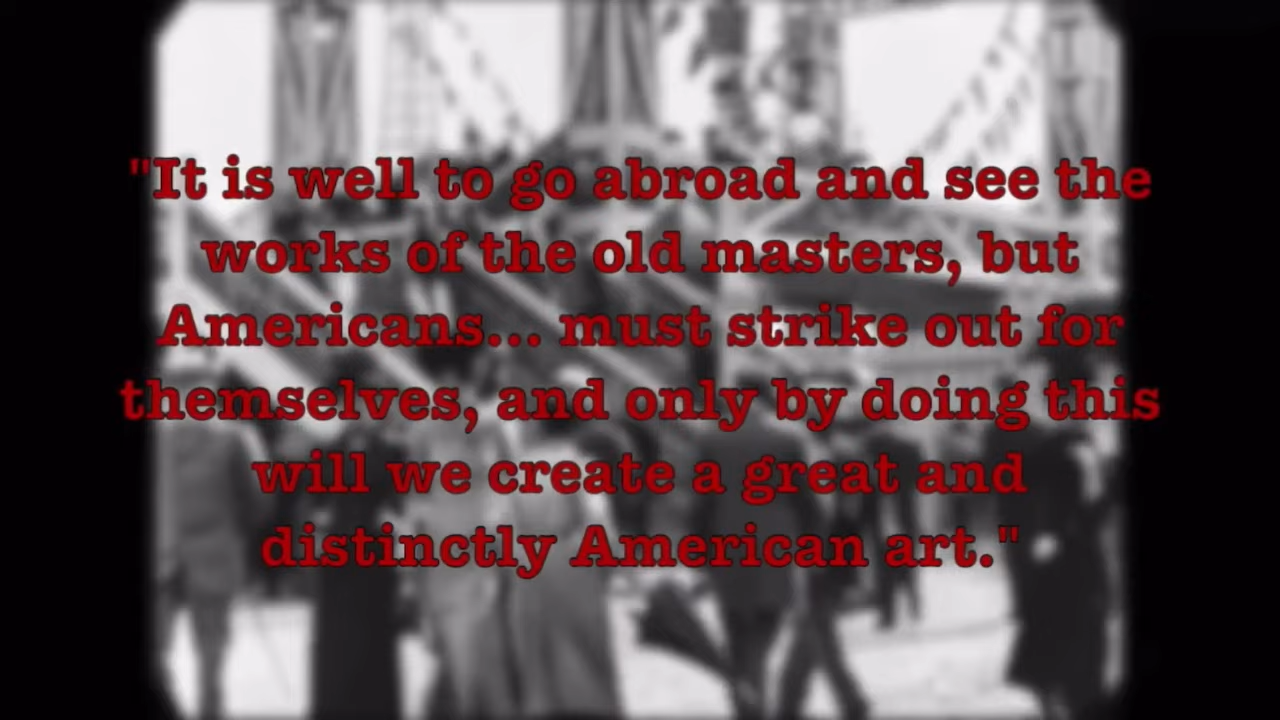 "It is well to go abroad and see the
works of the old masters, but
Americans... must strike out for
themselves, and only by doing this
will we create a great and
distinctly American art."